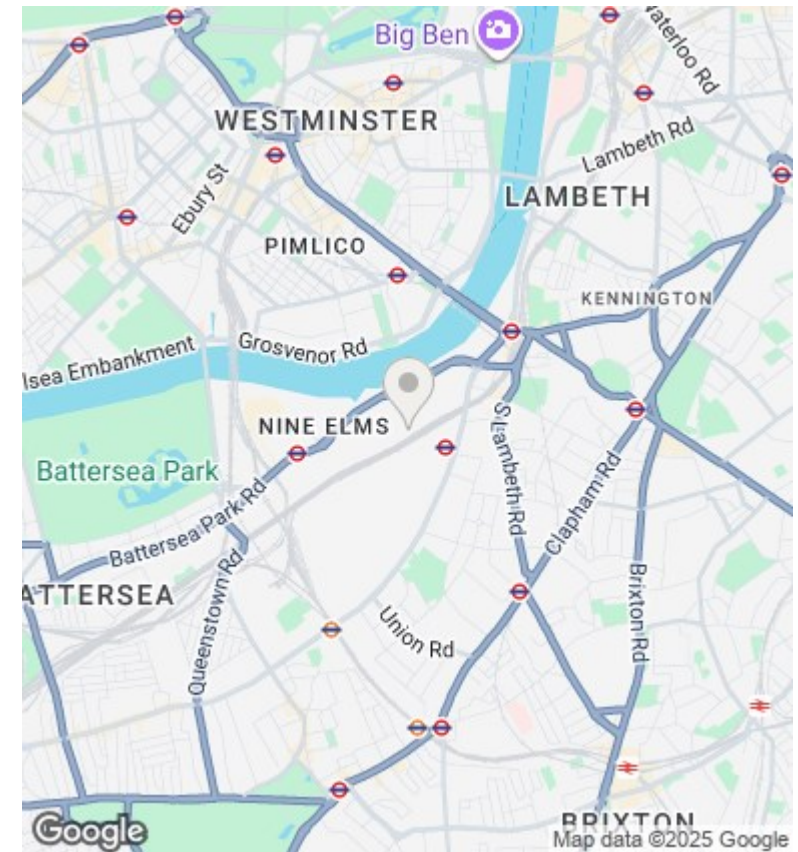 Big Ben
Waterloo Rd
WESTMINSTER
Lambeth Rd
Ebury St
LAMBETH
PIMLICO
KENNINGTON
Grosvenor Rd
lsea Embankment
NINE ELMS
Battersea Park
S Lambeth Rd
Clapham Rd
Battersea Park Rd
Queenstown Rd
ATTERSEA
Union Rd
Brixton Rd
BRIXTON
Google
Map data ©2025 Google